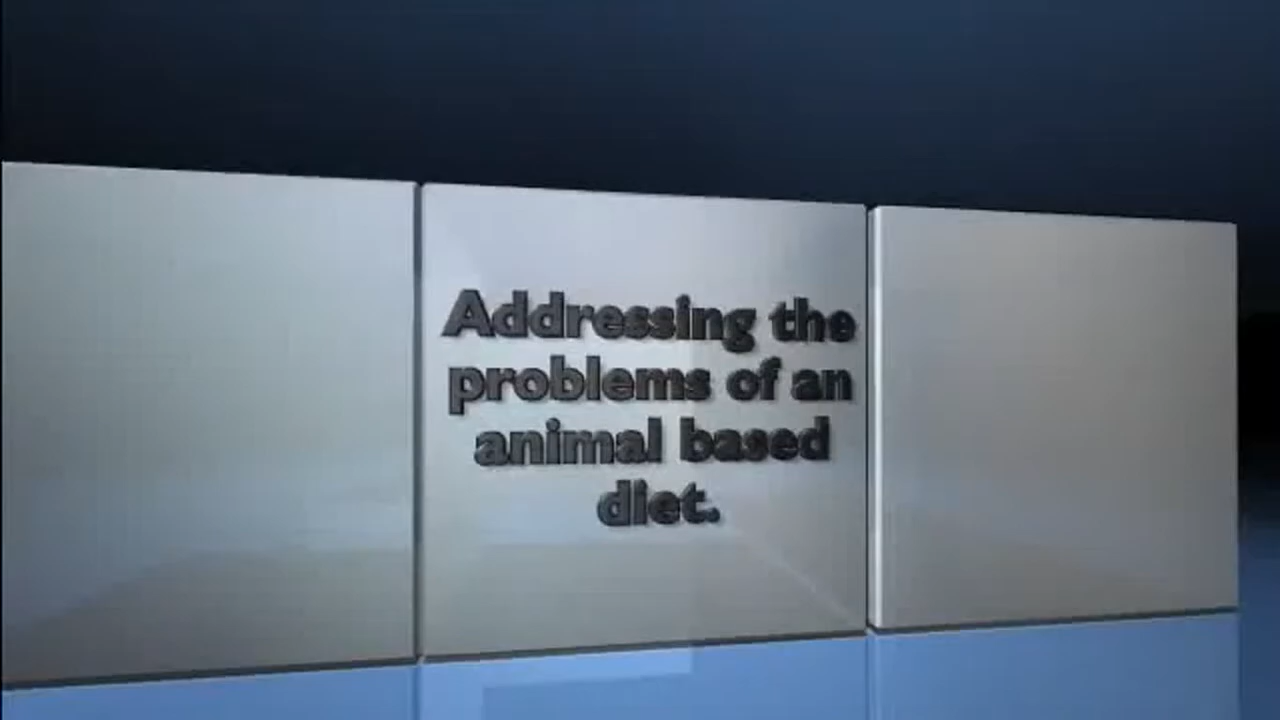 Addressing the
problems of an
animal based
diet.